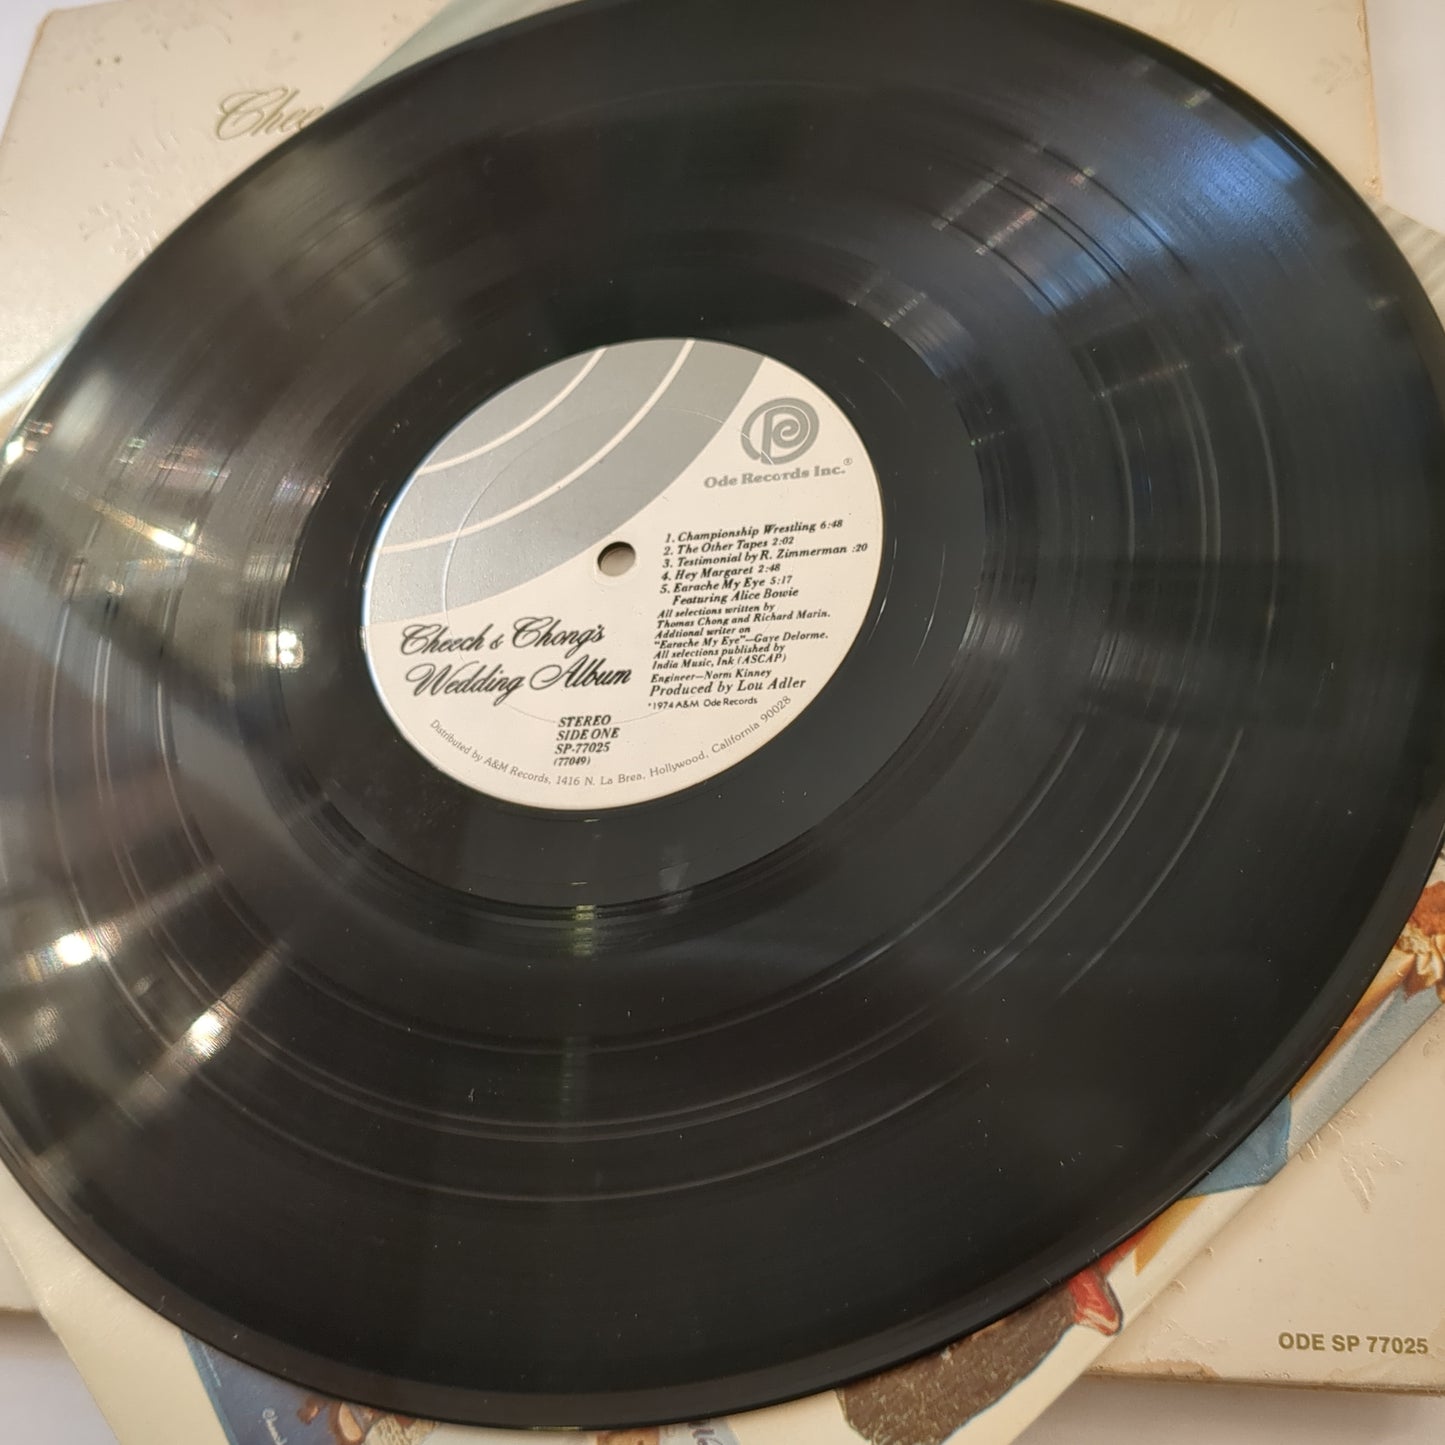 Chee
Ode Records Inc.®
1. Championship Wrestling 6:48
2. The Other Tapes 2:02
3. Testimonial by R. Zimmerman :20
4. Hey Margaret 2:48
5. Earache My Eye 5:17
Featuring Alice Bowie
All selections written by
Thomas Chong and Richard Marin.
Addtional writer on
"Earache My Eye"—Gaye Delorme.
All selections published by
India Music, Ink (ASCAP)
Engineer—Norm Kinney
Produced by Lou Adler
℗1974 A&M Ode Records
Cheech & Chong's
Wedding Album
STEREO
SIDE ONE
SP-77025
(77049)
Distributed by A&M Records, 1416 N. La Brea, Hollywood, California 90028
ODE SP 77025